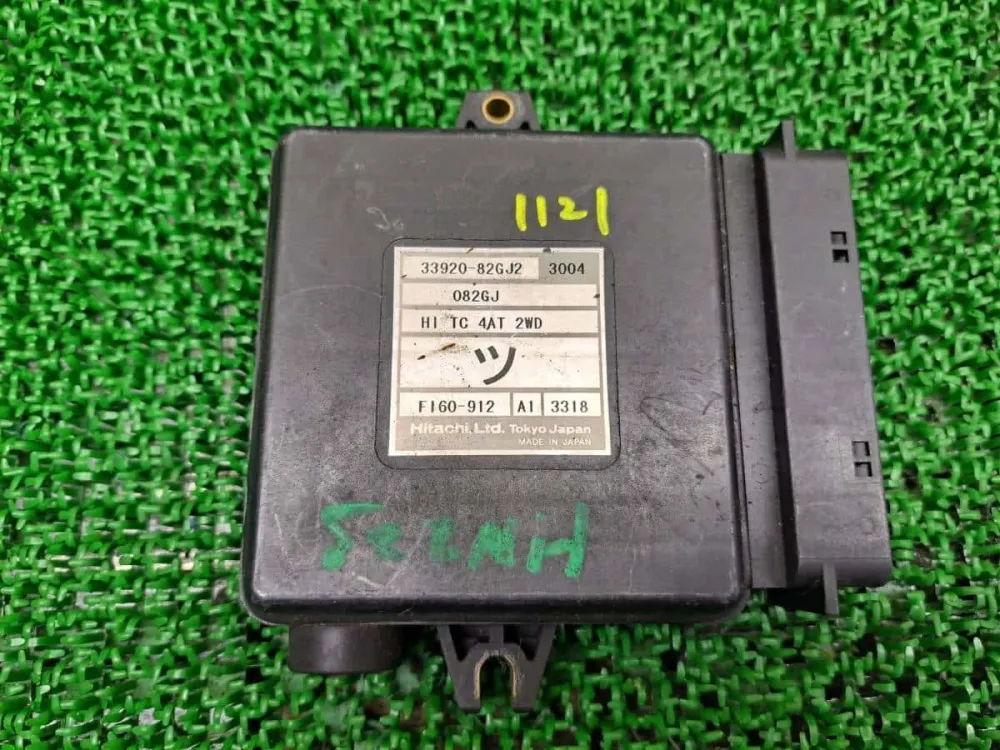 1121
33920-82GJ2 3004
082GJ
HI TC 4AT 2WD
ツ
F160-912 A1 3318
Hitachi, Ltd. Tokyo Japan
MADE IN JAPAN
HN22S